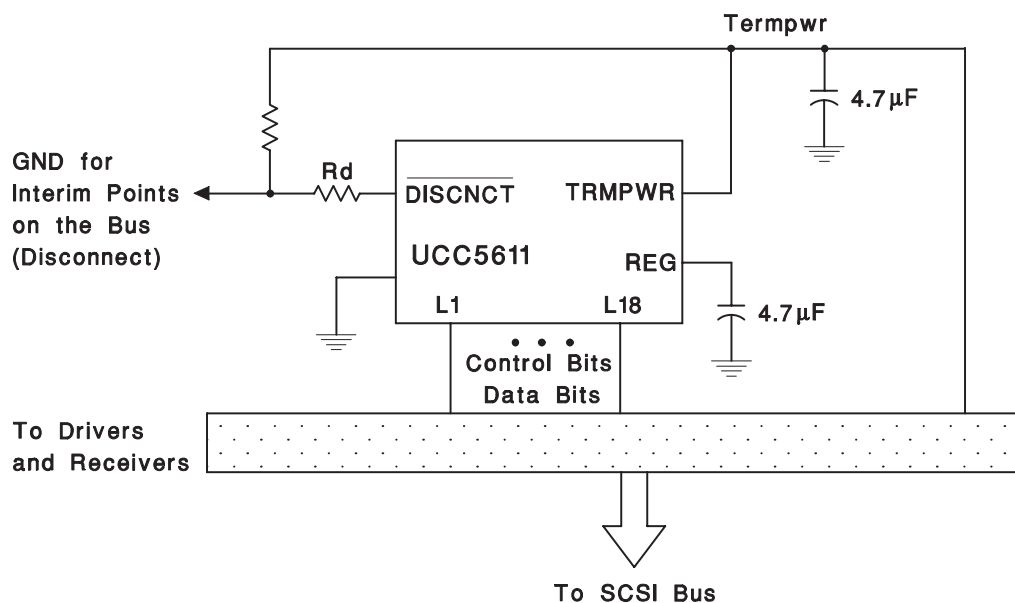 Termpwr
4.7µF
GND for
Interim Points
on the Bus
(Disconnect)
Rd
DISCNCT
TRMPWR
UCC5611
REG
L1
L18
4.7µF
• • •
Control Bits
Data Bits
To Drivers
and Receivers
To SCSI Bus